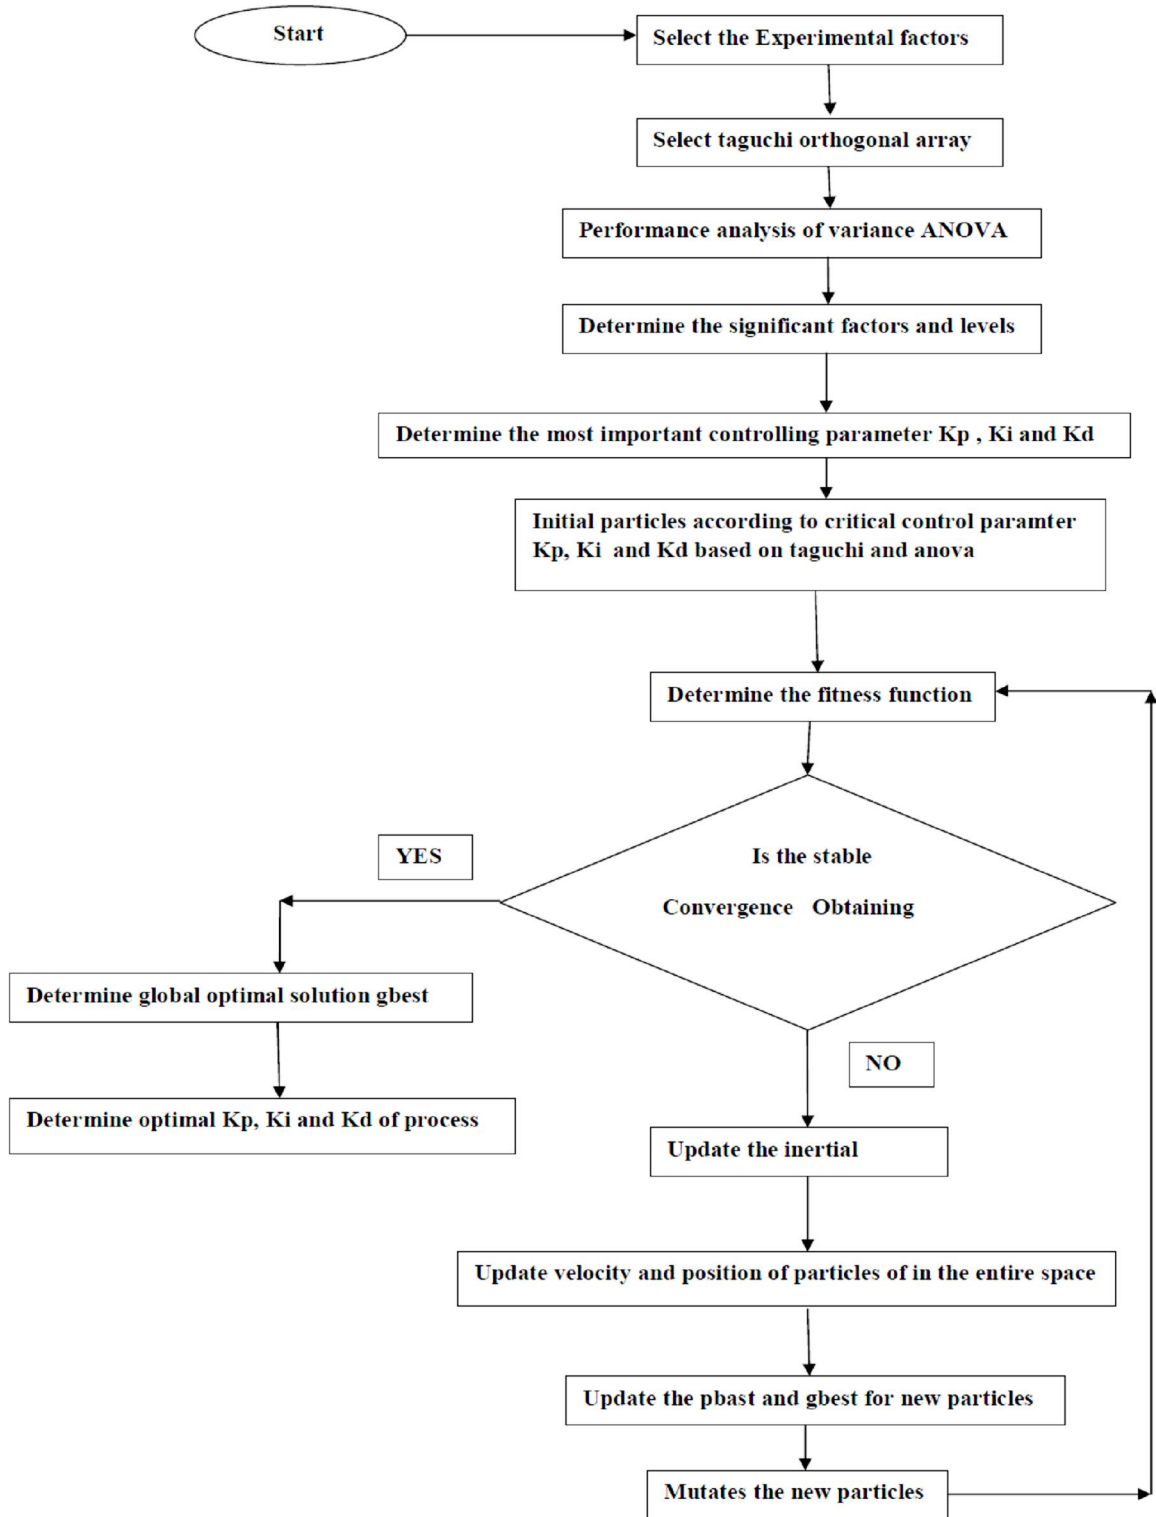 Start
Select the Experimental factors
Select taguchi orthogonal array
Performance analysis of variance ANOVA
Determine the significant factors and levels
Determine the most important controlling parameter Kp , Ki and Kd
Initial particles according to critical control paramter
Kp, Ki and Kd based on taguchi and anova
Determine the fitness function
Is the stable
Convergence Obtaining
YES
Determine global optimal solution gbest
Determine optimal Kp, Ki and Kd of process
NO
Update the inertial
Update velocity and position of particles of in the entire space
Update the pbast and gbest for new particles
Mutates the new particles